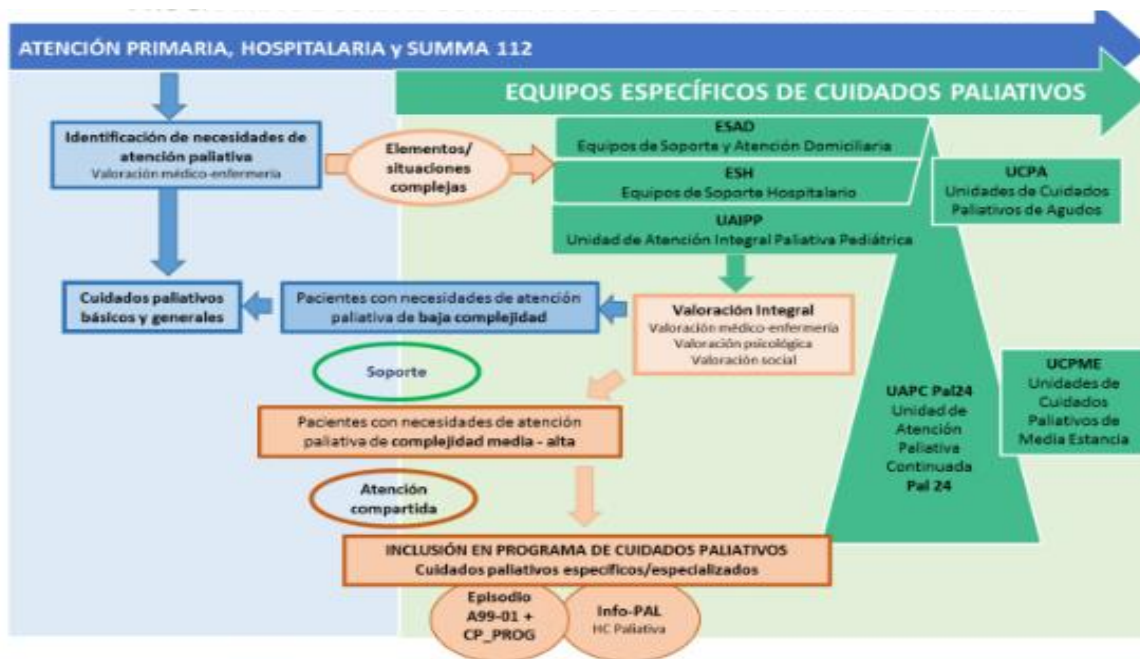 ATENCIÓN PRIMARIA, HOSPITALARIA y SUMMA 112
EQUIPOS ESPECÍFICOS DE CUIDADOS PALIATIVOS
Identificación de necesidades de
atención paliativa
Valoración médico-enfermería
Elementos/
situaciones
complejas
ESAD
Equipos de Soporte y Atención Domiciliaria
ESH
Equipos de Soporte Hospitalario
UAIPP
Unidad de Atención Integral Paliativa Pediátrica
UCPA
Unidades de Cuidados
Paliativos de Agudos
Cuidados paliativos
básicos y generales
Pacientes con necesidades de atención
paliativa de baja complejidad
Valoración Integral
Valoración médico-enfermería
Valoración psicológica
Valoración social
Soporte
Pacientes con necesidades de atención
paliativa de complejidad media - alta
UAPC Pal24
Unidad de
Atención
Paliativa
Continuada
Pal 24
UCPME
Unidades de
Cuidados
Paliativos de
Media Estancia
Atención
compartida
INCLUSIÓN EN PROGRAMA DE CUIDADOS PALIATIVOS
Cuidados paliativos específicos/especializados
Episodio
A99-01 +
CP_PROG
Info-PAL
HC Paliativa